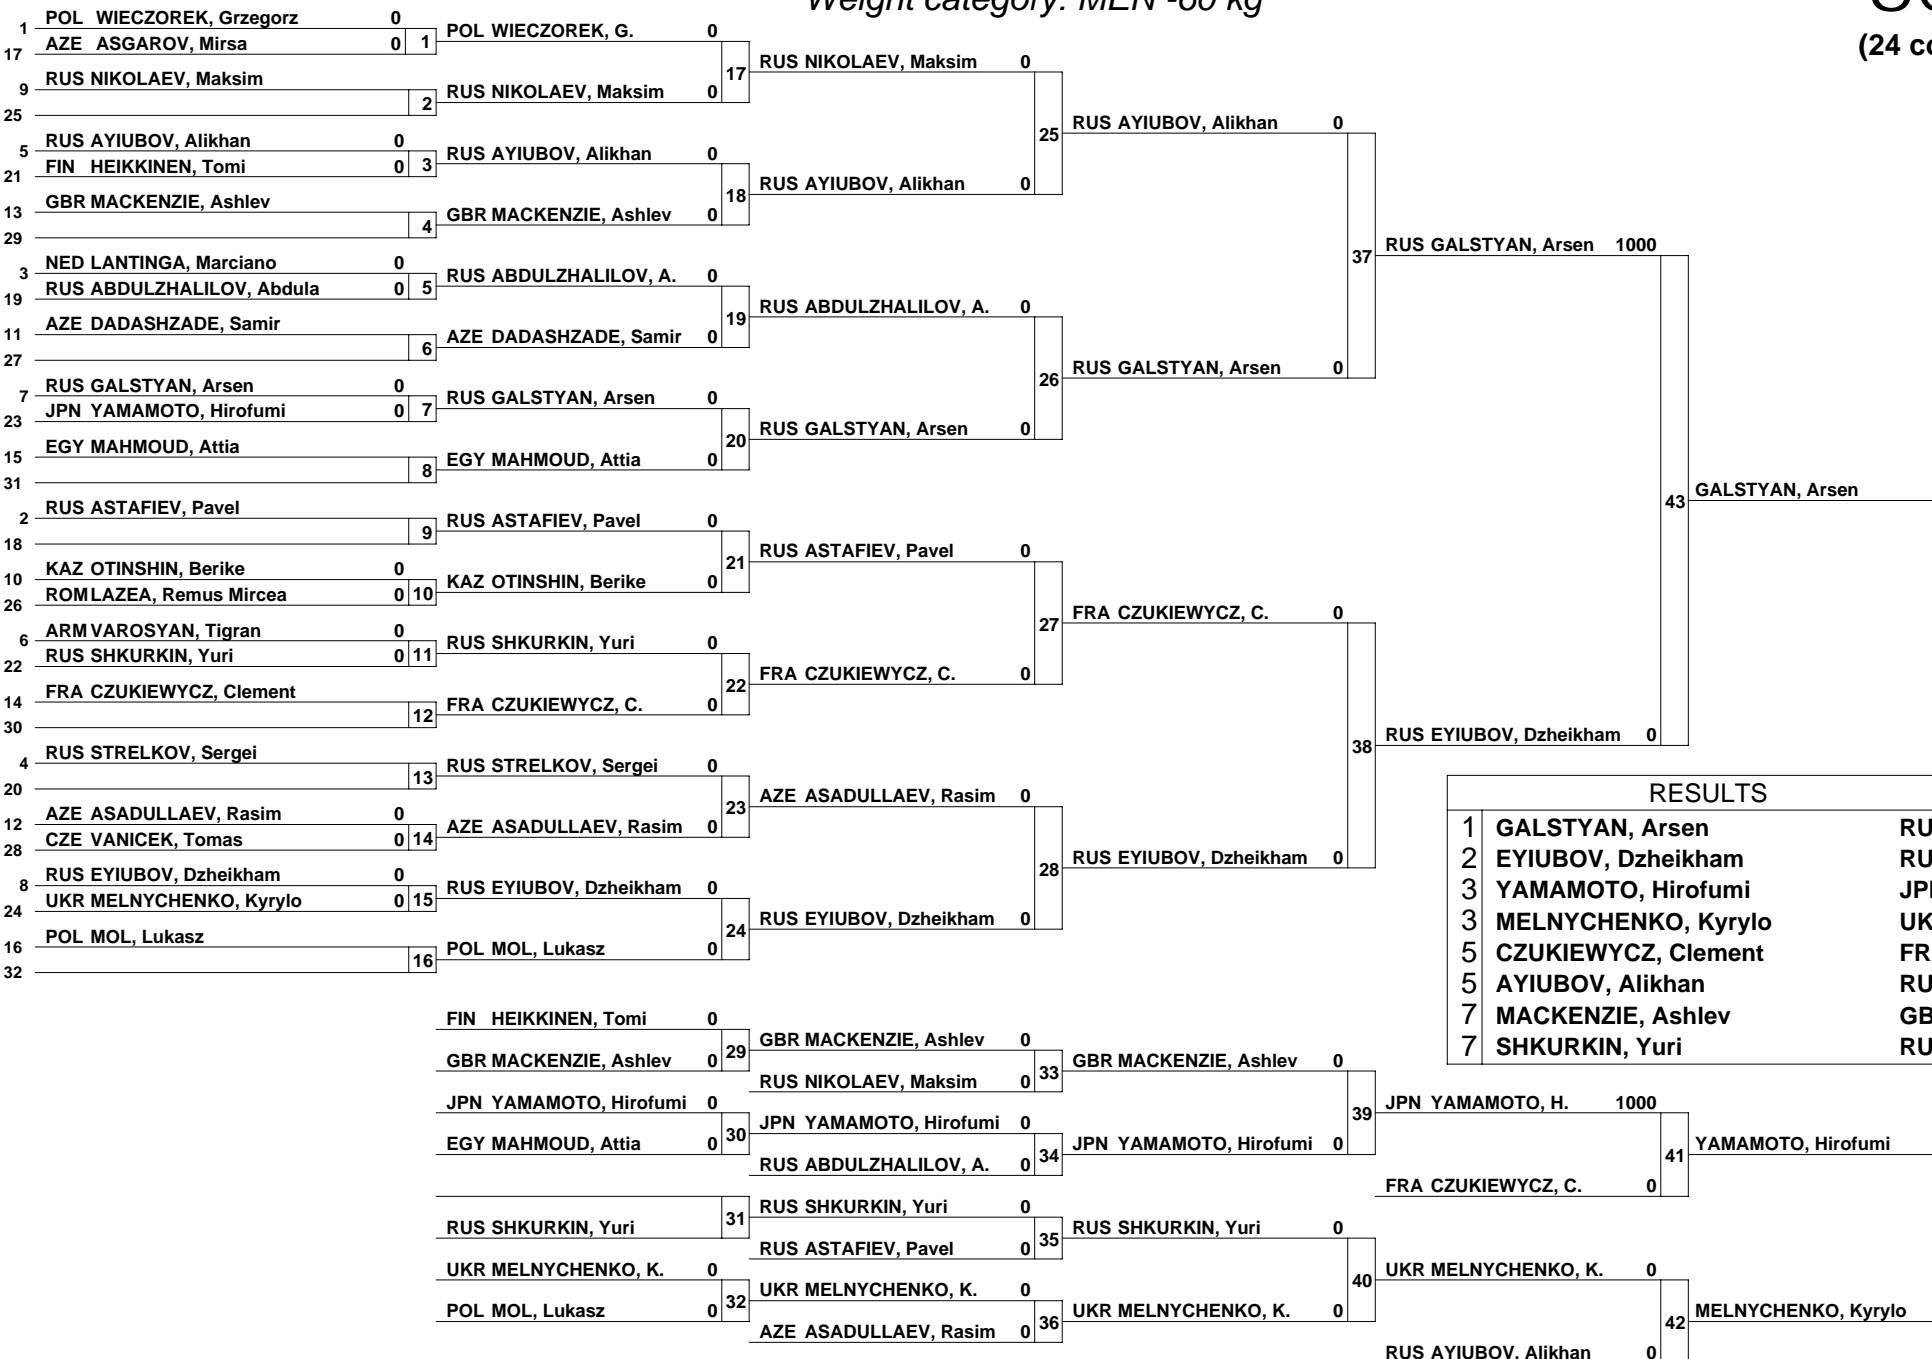 Weight category: MEN -60 kg
(24 co
1 POL WIECZOREK, Grzegorz 0
17 AZE ASGAROV, Mirsa 0 1
9 RUS NIKOLAEV, Maksim
25 2
5 RUS AYIUBOV, Alikhan 0
21 FIN HEIKKINEN, Tomi 0 3
13 GBR MACKENZIE, Ashlev
29 4
3 NED LANTINGA, Marciano 0
19 RUS ABDULZHALILOV, Abdula 0 5
11 AZE DADASHZADE, Samir
27 6
7 RUS GALSTYAN, Arsen 0
23 JPN YAMAMOTO, Hirofumi 0 7
15 EGY MAHMOUD, Attia
31 8
2 RUS ASTAFIEV, Pavel
18 9
10 KAZ OTINSHIN, Berike 0
26 ROM LAZEA, Remus Mircea 0 10
6 ARM VAROSYAN, Tigran 0
22 RUS SHKURKIN, Yuri 0 11
14 FRA CZUKIEWYCZ, Clement
30 12
4 RUS STRELKOV, Sergei
20 13
12 AZE ASADULLAEV, Rasim 0
28 CZE VANICEK, Tomas 0 14
8 RUS EYIUBOV, Dzheikham 0
24 UKR MELNYCHENKO, Kyrylo 0 15
16 POL MOL, Lukasz
32 16
POL WIECZOREK, G. 0
17
RUS NIKOLAEV, Maksim 0
RUS AYIUBOV, Alikhan 0
18
GBR MACKENZIE, Ashlev 0
RUS ABDULZHALILOV, A. 0
19
AZE DADASHZADE, Samir 0
RUS GALSTYAN, Arsen 0
20
EGY MAHMOUD, Attia 0
RUS ASTAFIEV, Pavel 0
21
KAZ OTINSHIN, Berike 0
RUS SHKURKIN, Yuri 0
22
FRA CZUKIEWYCZ, C. 0
RUS STRELKOV, Sergei 0
23
AZE ASADULLAEV, Rasim 0
RUS EYIUBOV, Dzheikham 0
24
POL MOL, Lukasz 0
RUS NIKOLAEV, Maksim 0
25
RUS AYIUBOV, Alikhan 0
RUS ABDULZHALILOV, A. 0
26
RUS GALSTYAN, Arsen 0
RUS ASTAFIEV, Pavel 0
27
FRA CZUKIEWYCZ, C. 0
AZE ASADULLAEV, Rasim 0
28
RUS EYIUBOV, Dzheikham 0
RUS AYIUBOV, Alikhan 0
37
RUS GALSTYAN, Arsen 0
FRA CZUKIEWYCZ, C. 0
38
RUS EYIUBOV, Dzheikham 0
RUS GALSTYAN, Arsen 1000
43
RUS EYIUBOV, Dzheikham 0
GALSTYAN, Arsen
RESULTS
1 GALSTYAN, Arsen RU
2 EYIUBOV, Dzheikham RU
3 YAMAMOTO, Hirofumi JP
3 MELNYCHENKO, Kyrylo UK
5 CZUKIEWYCZ, Clement FR
5 AYIUBOV, Alikhan RU
7 MACKENZIE, Ashlev GB
7 SHKURKIN, Yuri RU
FIN HEIKKINEN, Tomi 0
29
GBR MACKENZIE, Ashlev 0
JPN YAMAMOTO, Hirofumi 0
30
EGY MAHMOUD, Attia 0
31
RUS SHKURKIN, Yuri
UKR MELNYCHENKO, K. 0
32
POL MOL, Lukasz 0
GBR MACKENZIE, Ashlev 0
33
RUS NIKOLAEV, Maksim 0
JPN YAMAMOTO, Hirofumi 0
34
RUS ABDULZHALILOV, A. 0
RUS SHKURKIN, Yuri 0
35
RUS ASTAFIEV, Pavel 0
UKR MELNYCHENKO, K. 0
36
AZE ASADULLAEV, Rasim 0
GBR MACKENZIE, Ashlev 0
39
JPN YAMAMOTO, Hirofumi 0
RUS SHKURKIN, Yuri 0
40
UKR MELNYCHENKO, K. 0
JPN YAMAMOTO, H. 1000
41
FRA CZUKIEWYCZ, C. 0
UKR MELNYCHENKO, K. 0
42
RUS AYIUBOV, Alikhan 0
YAMAMOTO, Hirofumi
MELNYCHENKO, Kyrylo